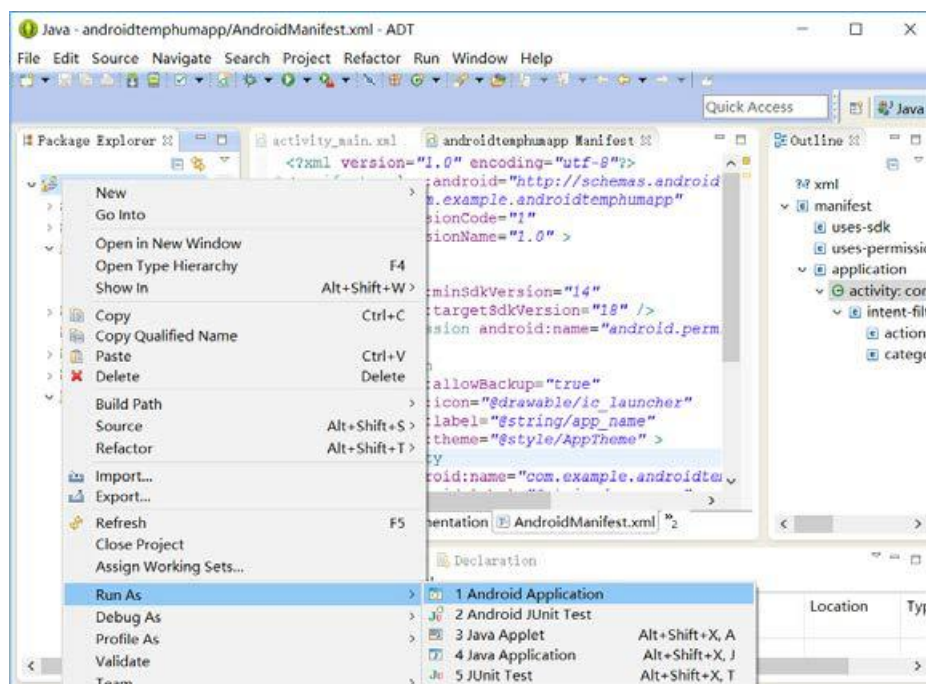 Java - androidtemphumapp/AndroidManifest.xml - ADT
File Edit Source Navigate Search Project Refactor Run Window Help
Quick Access
Java
Package Explorer
activity_main.xml
androidtemphumapp Manifest
Outline
<?xml version="1.0" encoding="utf-8"?>
:android="http://schemas.android
m.example.androidtemphumapp"
sionCode="1"
sionName="1.0" >
:minSdkVersion="14"
:targetSdkVersion="18" />
ssion android:name="android.perm
:allowBackup="true"
:icon="@drawable/ic_launcher"
:label="@string/app_name"
:theme="@style/AppTheme" >
ty
roid:name="com.example.androidte
xml
manifest
uses-sdk
uses-permissio
application
activity: cor
intent-filt
action
catego
New
Go Into
Open in New Window
Open Type Hierarchy F4
Show In Alt+Shift+W >
Copy Ctrl+C
Copy Qualified Name
Paste Ctrl+V
Delete Delete
Build Path
Source Alt+Shift+S >
Refactor Alt+Shift+T >
Import...
Export...
Refresh F5
Close Project
Assign Working Sets...
Run As
Debug As
Profile As
Validate
Team
mentation AndroidManifest.xml "2
Declaration
Location Typ
1 Android Application
2 Android JUnit Test
3 Java Applet Alt+Shift+X, A
4 Java Application Alt+Shift+X, J
5 JUnit Test Alt+Shift+X, T